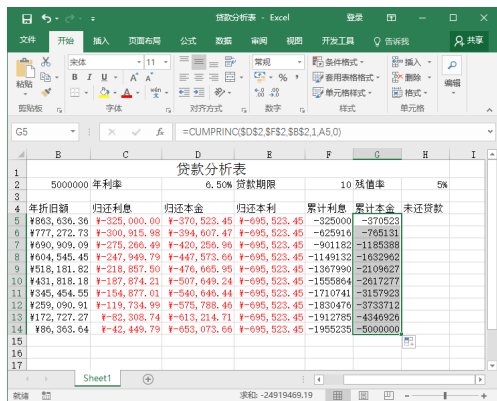 贷款分析表 - Excel 登录
文件 开始 插入 页面布局 公式 数据 审阅 视图 开发工具 告诉我 共享
粘贴 宋体 11 B I U A A wén 常规 % , 条件格式 套用表格格式 单元格样式 插入 删除 格式 编辑
剪贴板 字体 对齐方式 数字 样式 单元格
G5 fx =CUMPRINC($D$2,$F$2,$B$2,1,A5,0)
B C D E F G H I
1 贷款分析表
2 5000000 年利率 6.50% 贷款期限 10 残值率 5%
3
4 年折旧额 归还利息 归还本金 归还本利 累计利息 累计本金 未还贷款
5 ¥863,636.36 ¥-325,000.00 ¥-370,523.45 ¥-695,523.45 -325000 -370523
6 ¥777,272.73 ¥-300,915.98 ¥-394,607.47 ¥-695,523.45 -625916 -765131
7 ¥690,909.09 ¥-275,266.49 ¥-420,256.96 ¥-695,523.45 -901182 -1185388
8 ¥604,545.45 ¥-247,949.79 ¥-447,573.66 ¥-695,523.45 -1149132 -1632962
9 ¥518,181.82 ¥-218,857.50 ¥-476,665.95 ¥-695,523.45 -1367990 -2109627
10 ¥431,818.18 ¥-187,874.21 ¥-507,649.24 ¥-695,523.45 -1555864 -2617277
11 ¥345,454.55 ¥-154,877.01 ¥-540,646.44 ¥-695,523.45 -1710741 -3157923
12 ¥259,090.91 ¥-119,734.99 ¥-575,788.46 ¥-695,523.45 -1830476 -3733712
13 ¥172,727.27 ¥-82,308.74 ¥-613,214.71 ¥-695,523.45 -1912785 -4346926
14 ¥86,363.64 ¥-42,449.79 ¥-653,073.66 ¥-695,523.45 -1955235 -5000000
15
16
17
Sheet1
就绪 求和: -24919469.19